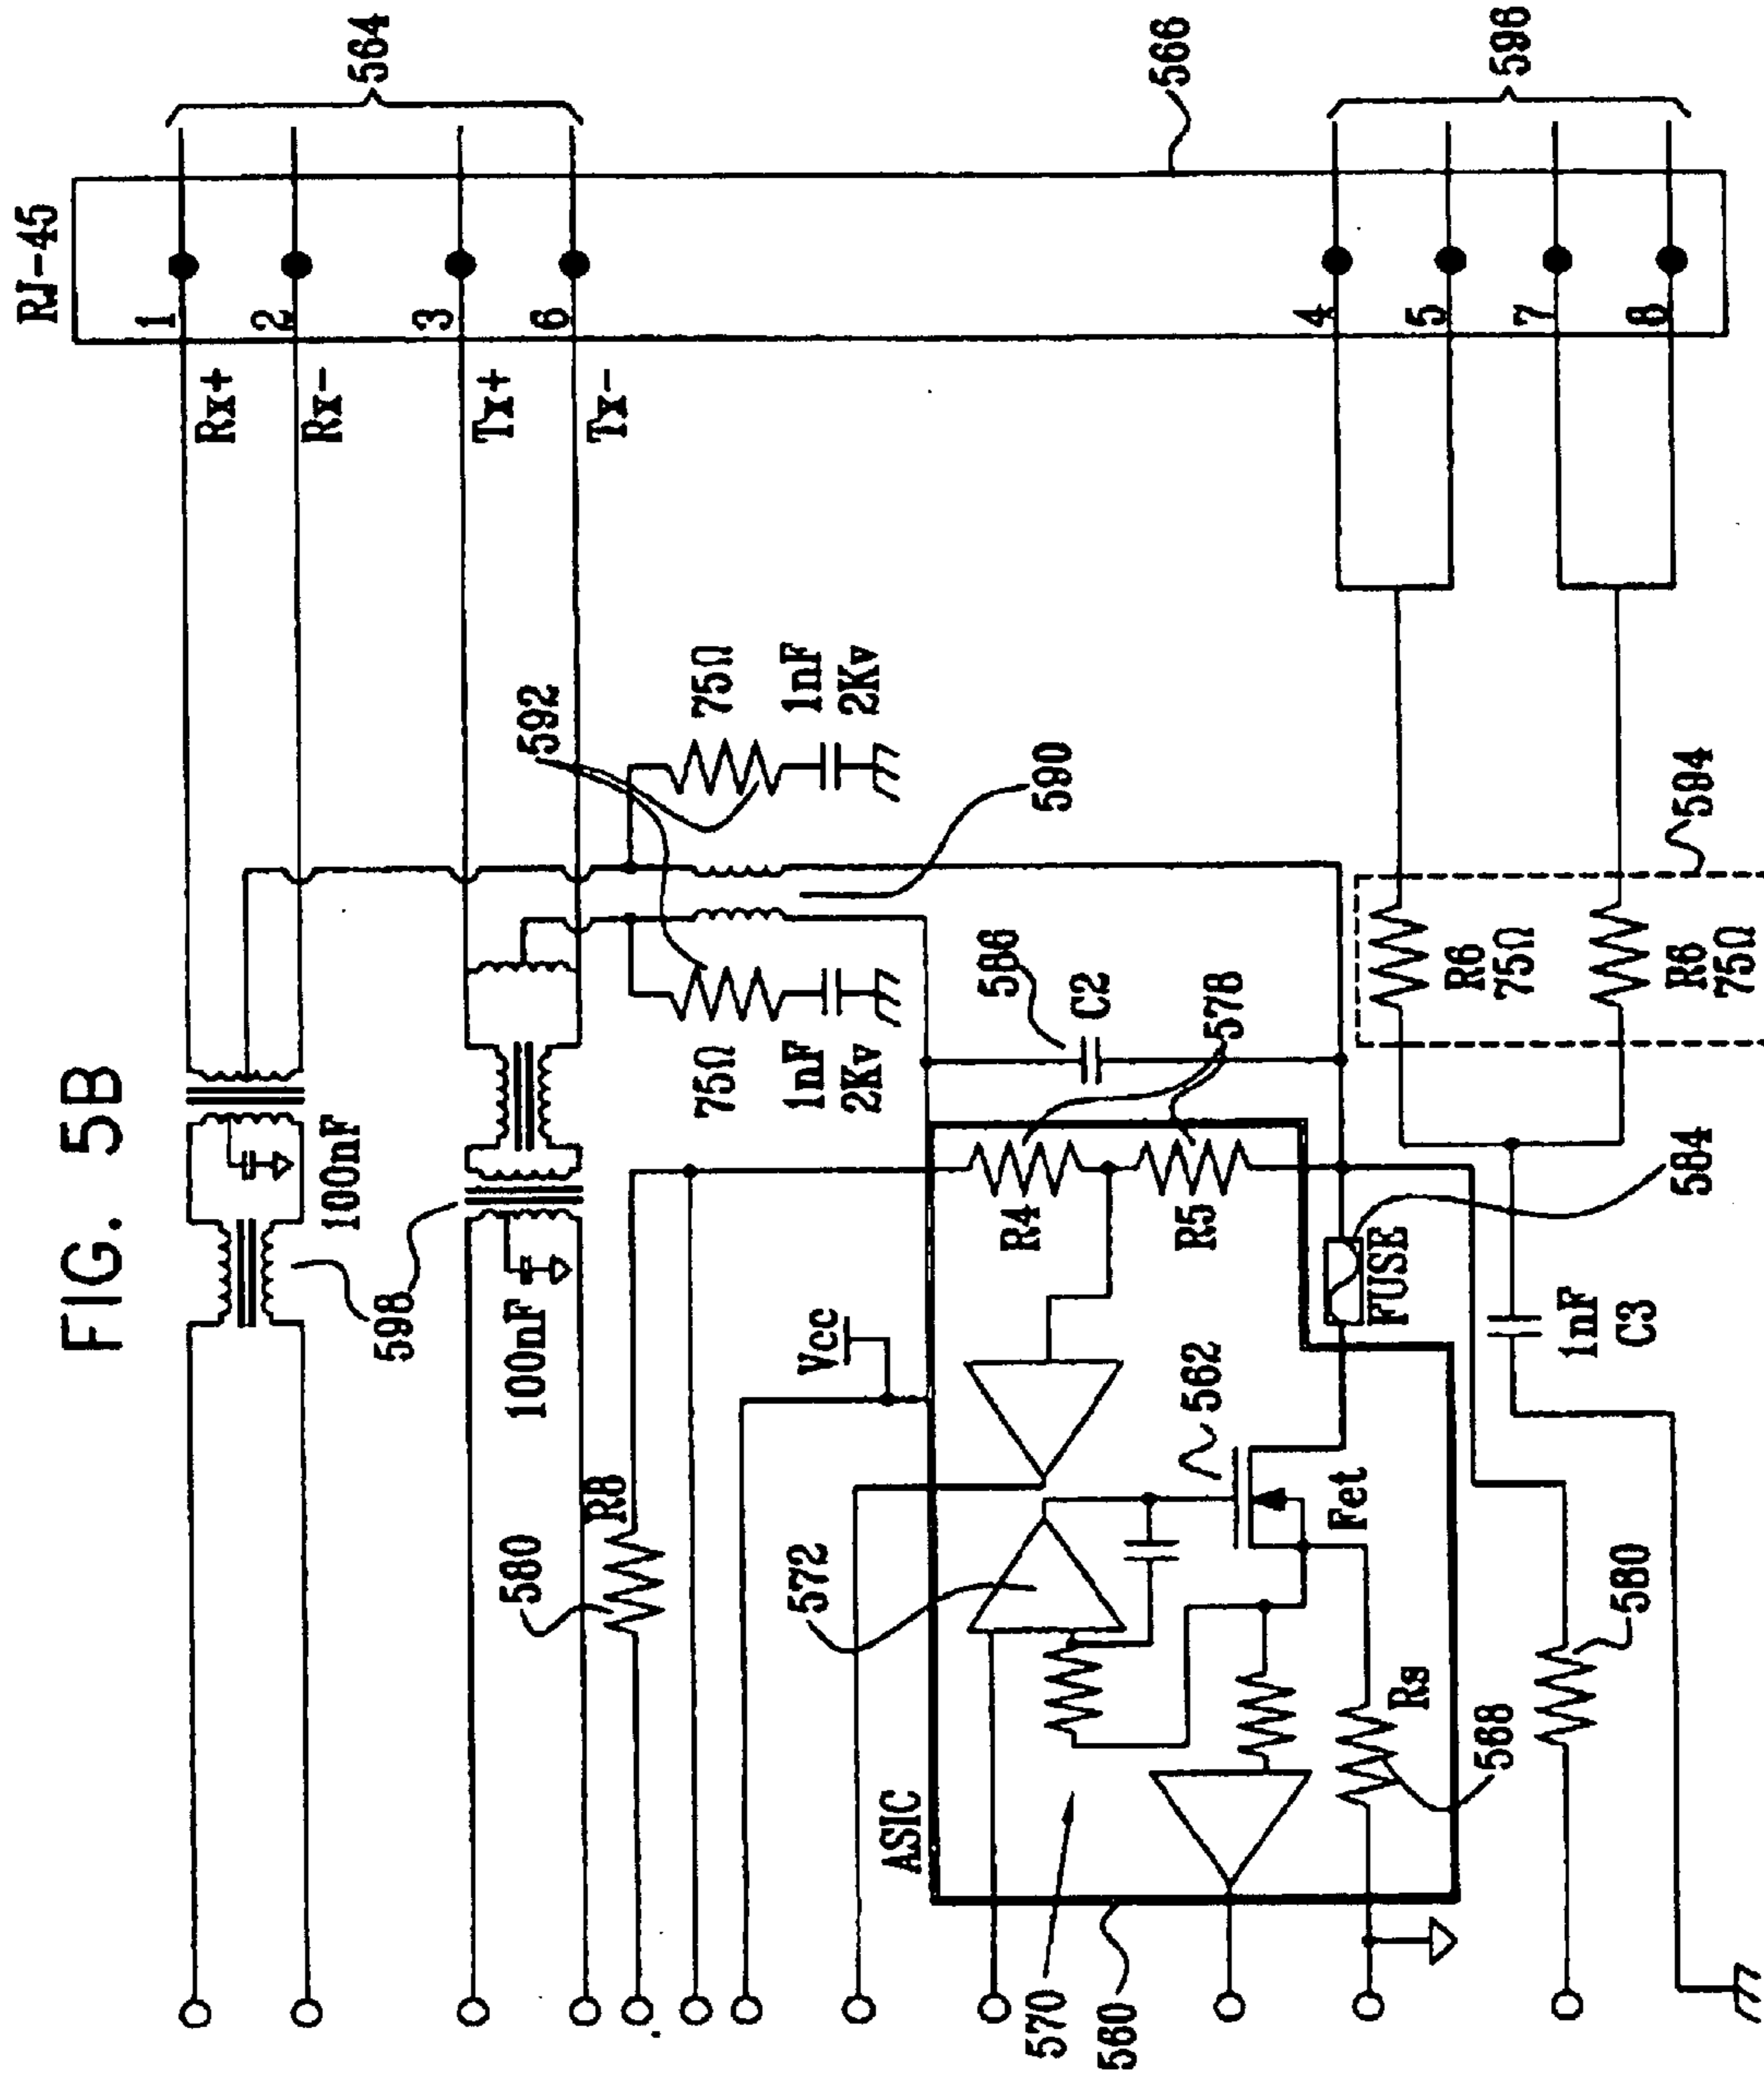 FIG. 5B
RJ-45
564
1
2
3
6
Rx+
Rx-
Tx+
Tx-
566
4
5
7
8
596
592
75Ω
1nF
2Kv
590
75Ω
1nF
2Kv
100nF
598
100nF
586
C2
578
594
R6
75Ω
R6
75Ω
R4
R5
584
FUSE
1nF
C3
Vcc
562
Fet
R8
580
572
580
Rs
588
ASIC
570
560